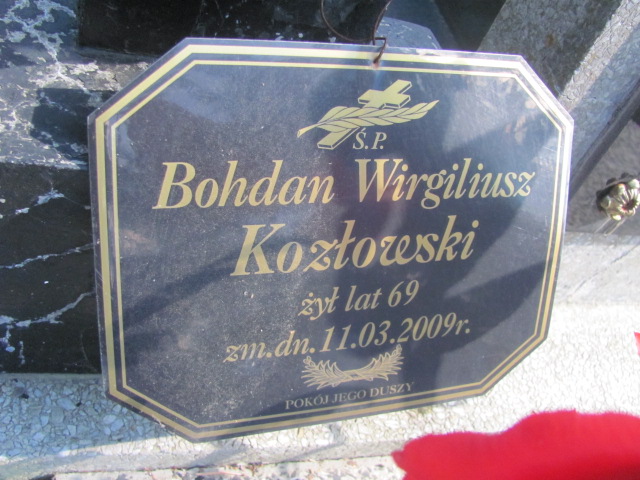 Ś.P.
Bohdan Wirgiliusz
Kozłowski
żył lat 69
zm.dn.11.03.2009r.
POKÓJ JEGO DUSZY